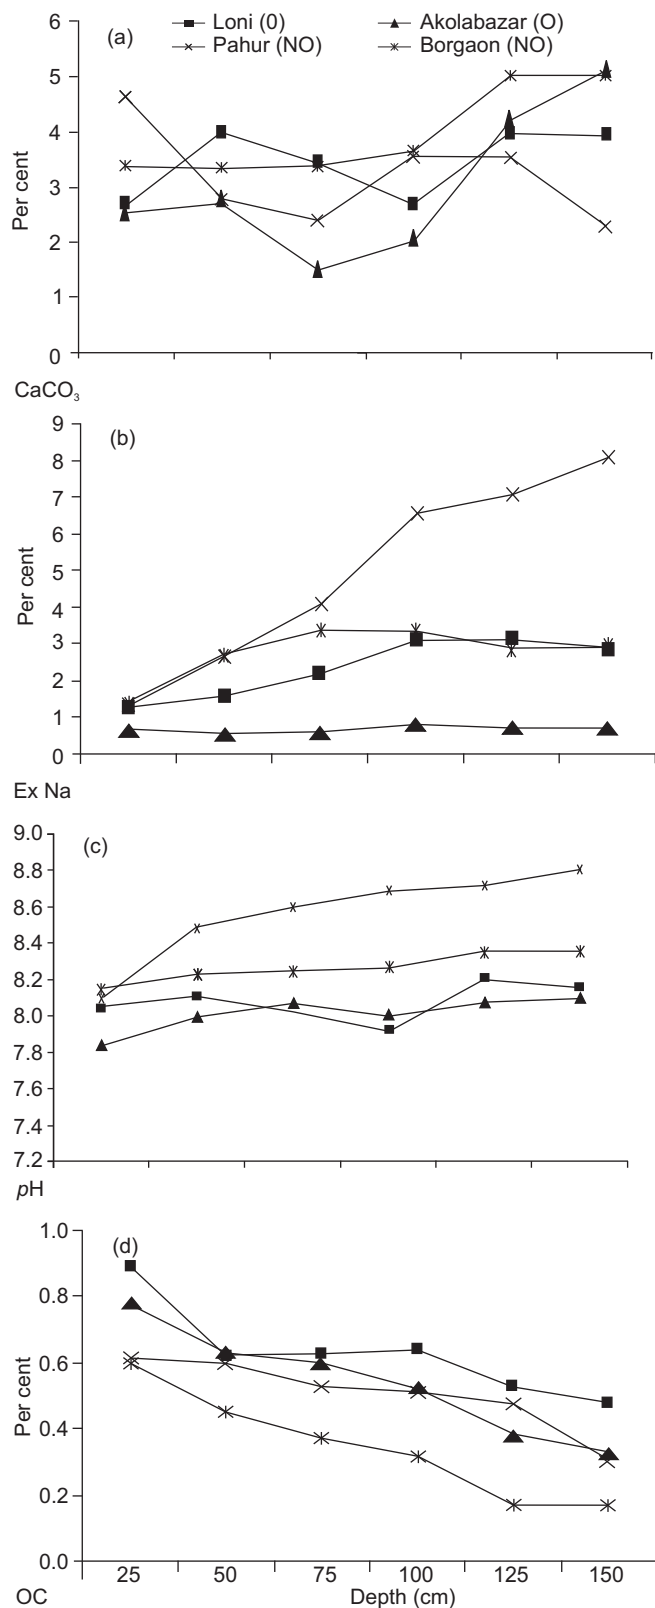 (a)
Loni (0)
Akolabazar (O)
Pahur (NO)
Borgaon (NO)
6
5
4
3
2
1
0
Per cent
CaCO₃
(b)
9
8
7
6
5
4
3
2
1
0
Per cent
Ex Na
(c)
9.0
8.8
8.6
8.4
8.2
8.0
7.8
7.6
7.4
7.2
pH
(d)
1.0
0.8
0.6
0.4
0.2
0.0
Per cent
25 50 75 100 125 150
OC
Depth (cm)